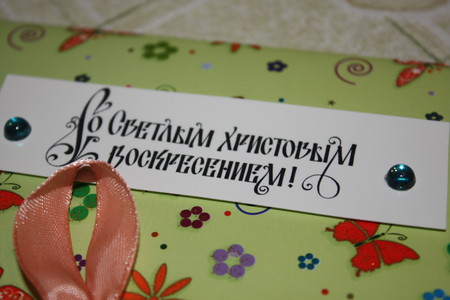 Со Светлым Христовым
Воскресением!